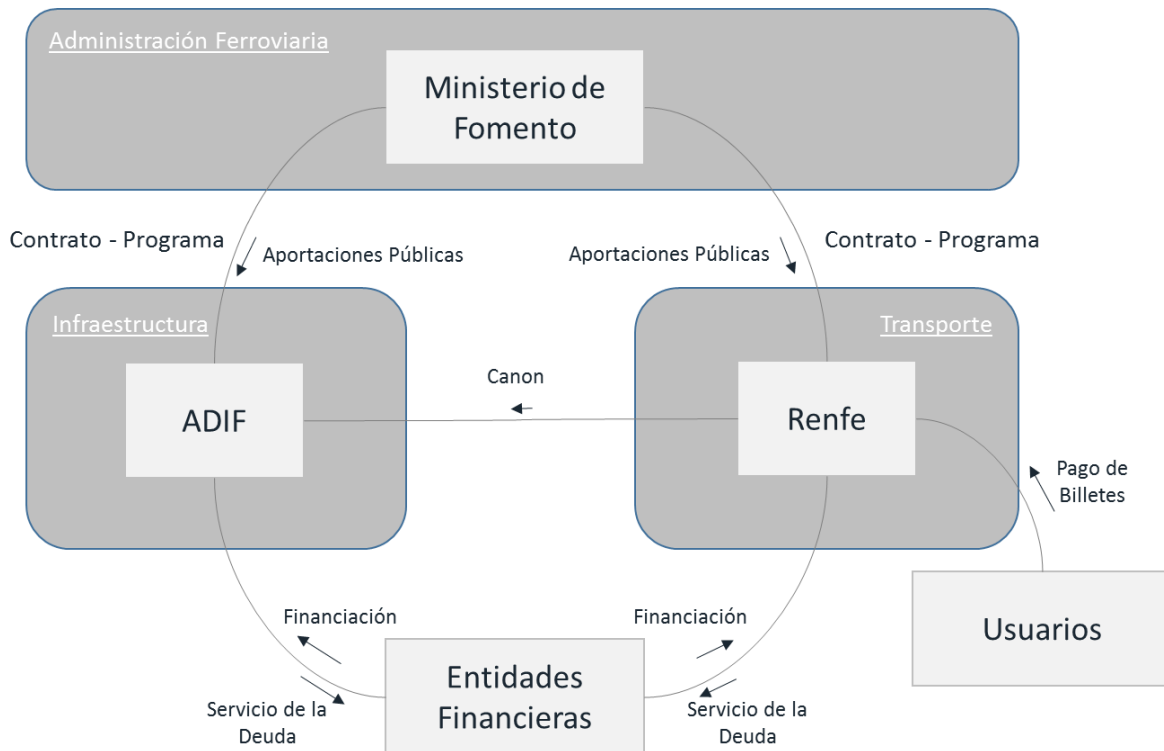 Administración Ferroviaria
Ministerio de
Fomento
Contrato - Programa
Aportaciones Públicas
Aportaciones Públicas
Contrato - Programa
Infraestructura
Transporte
ADIF
Canon
Renfe
Pago de
Billetes
Financiación
Financiación
Usuarios
Entidades
Financieras
Servicio de la
Deuda
Servicio de la
Deuda